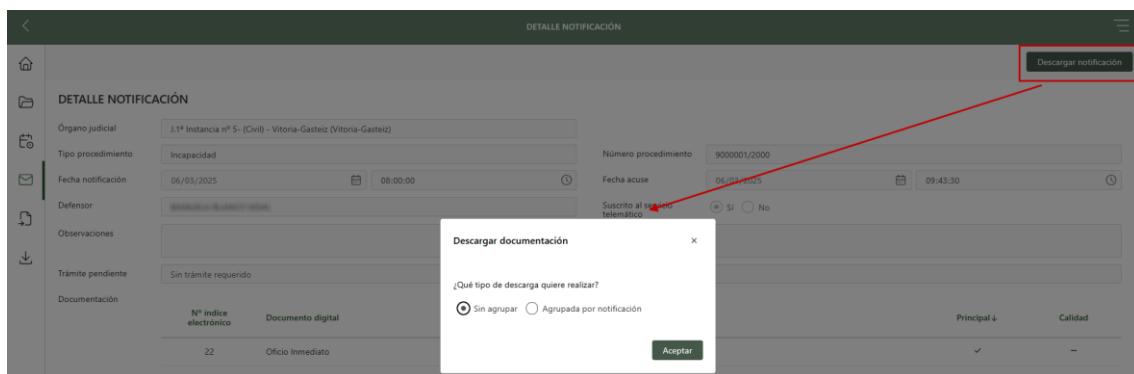 DETALLE NOTIFICACIÓN
Descargar notificación
DETALLE NOTIFICACIÓN
Órgano judicial J.1ª Instancia nº 5- (Civil) - Vitoria-Gasteiz (Vitoria-Gasteiz)
Tipo procedimiento Incapacidad Número procedimiento 9000001/2000
Fecha notificación 06/03/2025 08:00:00 Fecha acuse 06/03/2025 09:43:30
Defensor Suscrito al servicio telemático Sí No
Observaciones
Descargar documentación ×
Trámite pendiente Sin trámite requerido
¿Qué tipo de descarga quiere realizar?
Documentación
Sin agrupar Agrupada por notificación
Nº índice electrónico Documento digital Principal ↓ Calidad
Aceptar
22 Oficio Inmediato –